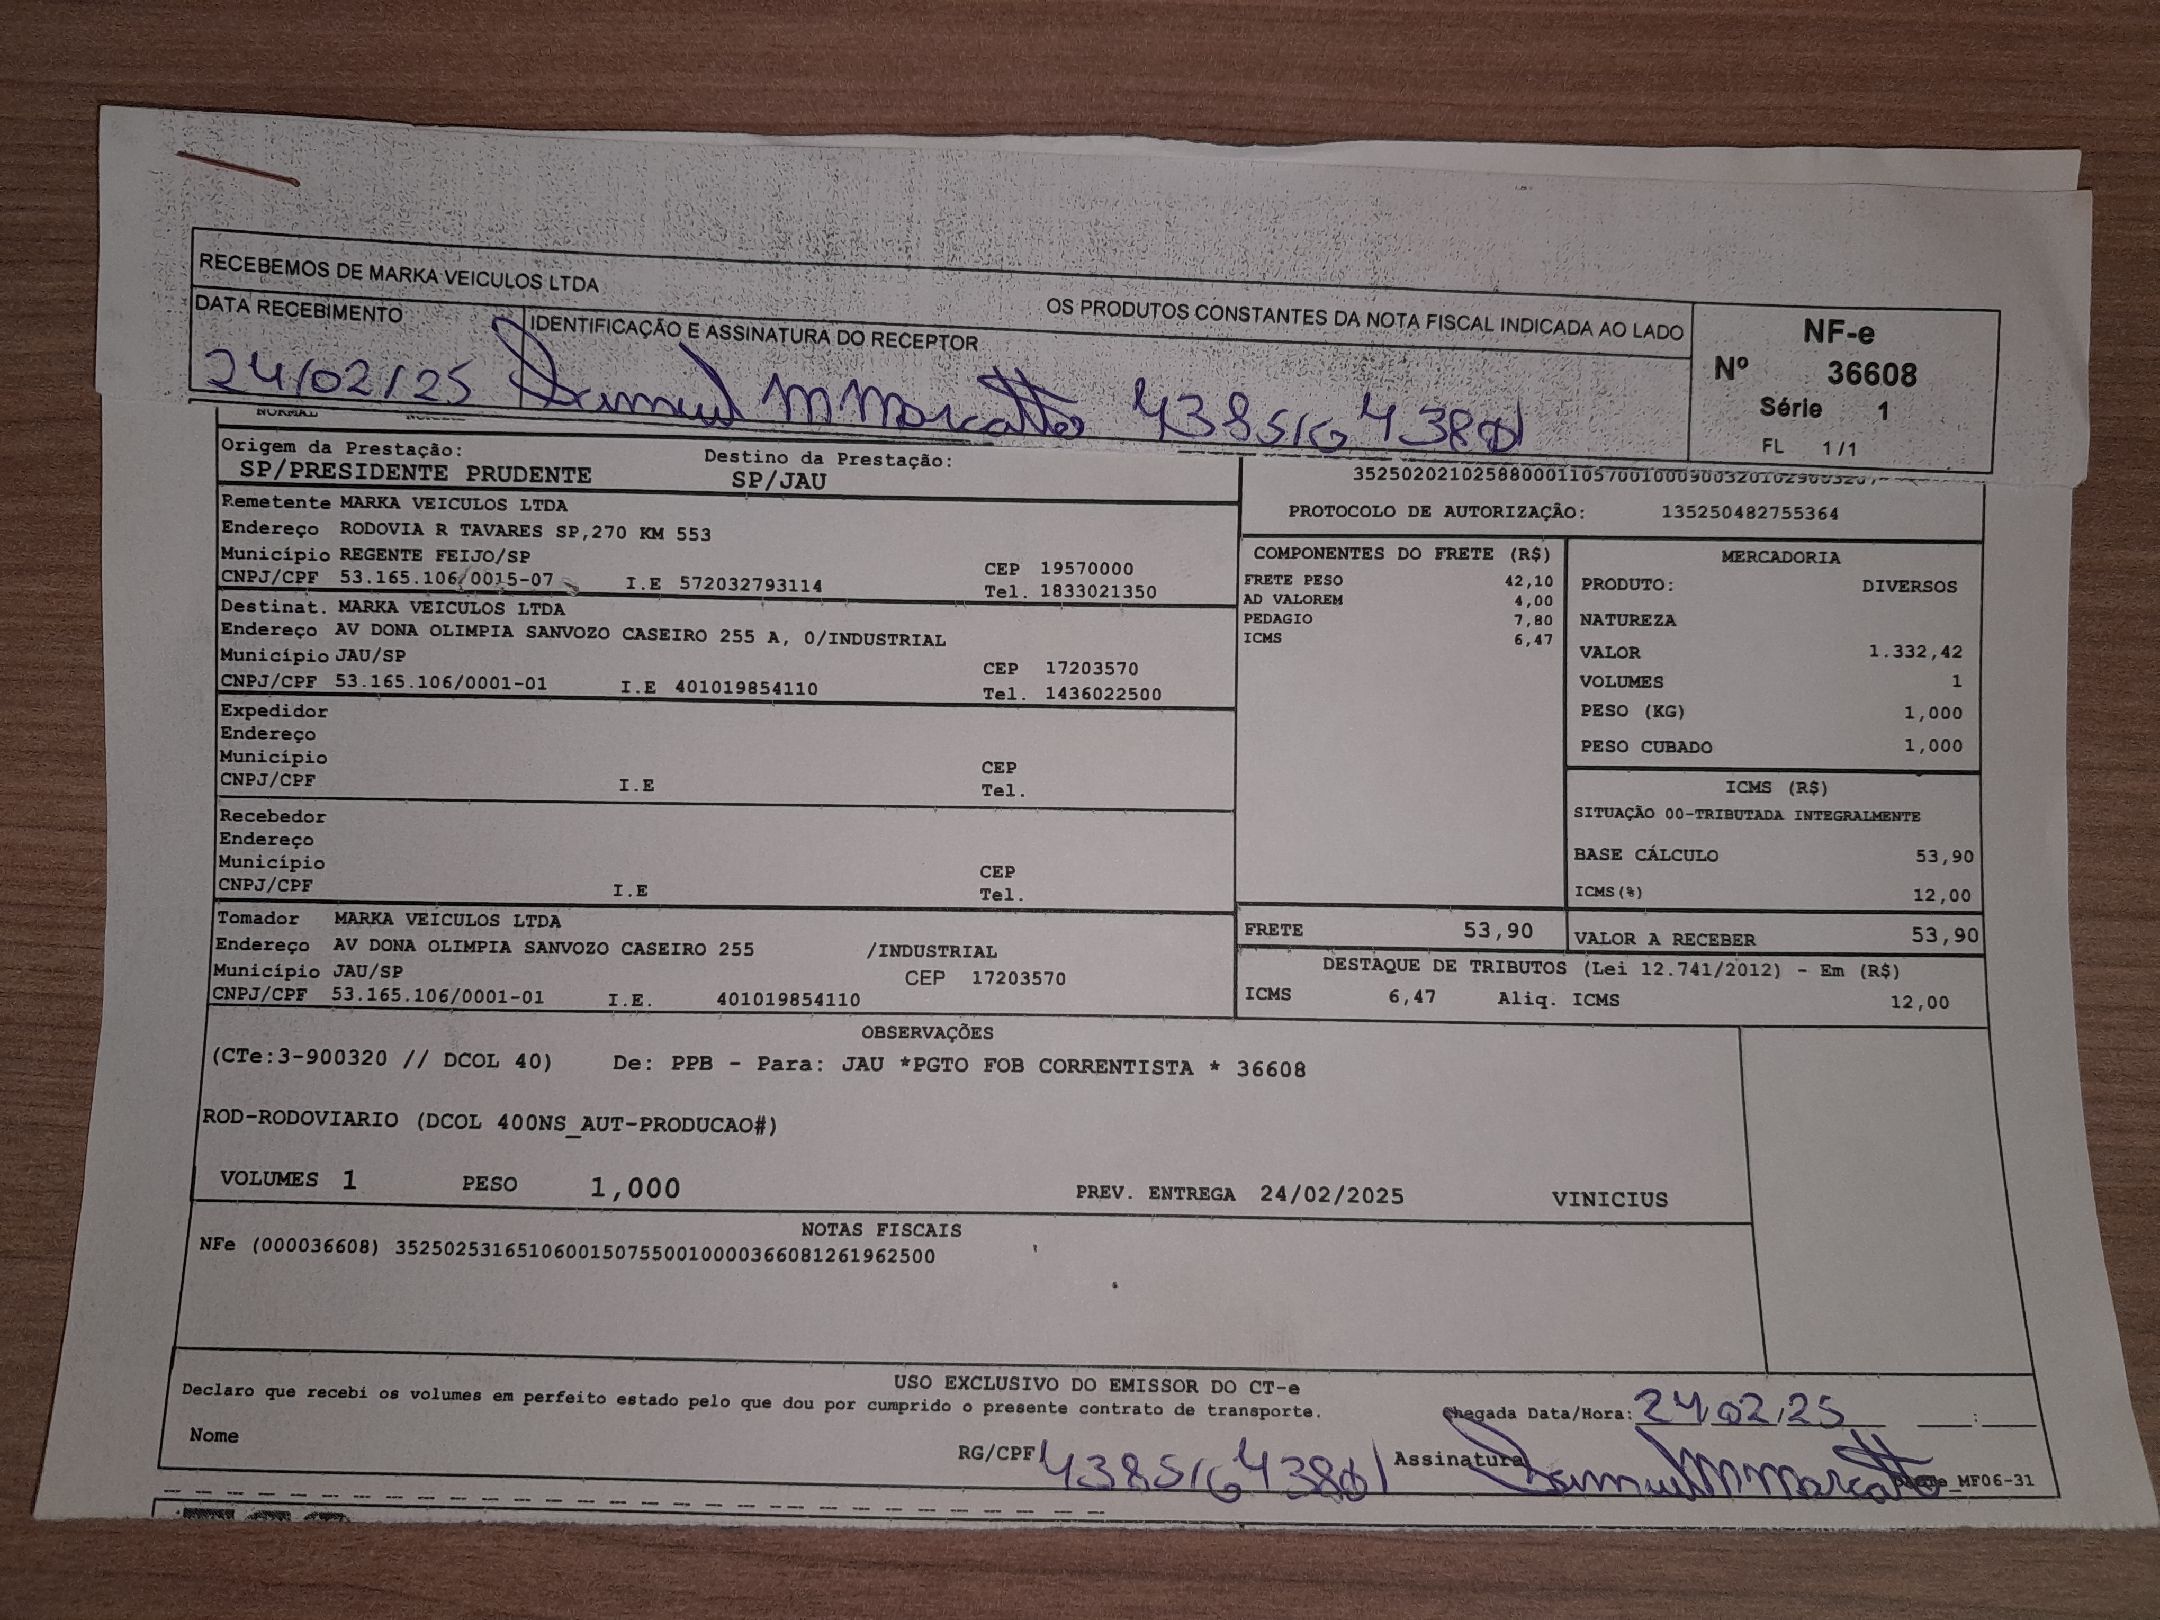 RECEBEMOS DE MARKA VEICULOS LTDA
OS PRODUTOS CONSTANTES DA NOTA FISCAL INDICADA AO LADO
DATA RECEBIMENTO
IDENTIFICAÇÃO E ASSINATURA DO RECEPTOR
24/02/25
NF-e
Nº 36608
Série 1
FL 1/1
NORMAL
Origem da Prestação: Destino da Prestação:
SP/PRESIDENTE PRUDENTE SP/JAU
Remetente MARKA VEICULOS LTDA
Endereço RODOVIA R TAVARES SP,270 KM 553
Município REGENTE FEIJO/SP CEP 19570000
CNPJ/CPF 53.165.106/0015-07 I.E 572032793114 Tel. 1833021350
Destinat. MARKA VEICULOS LTDA
Endereço AV DONA OLIMPIA SANVOZO CASEIRO 255 A, 0/INDUSTRIAL
Município JAU/SP CEP 17203570
CNPJ/CPF 53.165.106/0001-01 I.E 401019854110 Tel. 1436022500
Expedidor
Endereço
Município CEP
CNPJ/CPF I.E Tel.
Recebedor
Endereço
Município CEP
CNPJ/CPF I.E Tel.
Tomador MARKA VEICULOS LTDA
Endereço AV DONA OLIMPIA SANVOZO CASEIRO 255 /INDUSTRIAL
Município JAU/SP CEP 17203570
CNPJ/CPF 53.165.106/0001-01 I.E. 401019854110
PROTOCOLO DE AUTORIZAÇÃO: 135250482755364
COMPONENTES DO FRETE (R$)
FRETE PESO 42,10
AD VALOREM 4,00
PEDAGIO 7,80
ICMS 6,47
MERCADORIA
PRODUTO: DIVERSOS
NATUREZA
VALOR 1.332,42
VOLUMES 1
PESO (KG) 1,000
PESO CUBADO 1,000
ICMS (R$)
SITUAÇÃO 00-TRIBUTADA INTEGRALMENTE
BASE CÁLCULO 53,90
ICMS(%) 12,00
FRETE 53,90
VALOR A RECEBER 53,90
DESTAQUE DE TRIBUTOS (Lei 12.741/2012) - Em (R$)
ICMS 6,47 Aliq. ICMS 12,00
OBSERVAÇÕES
(CTe:3-900320 // DCOL 40) De: PPB - Para: JAU *PGTO FOB CORRENTISTA * 36608
ROD-RODOVIARIO (DCOL 400NS_AUT-PRODUCAO#)
VOLUMES 1 PESO 1,000 PREV. ENTREGA 24/02/2025 VINICIUS
NOTAS FISCAIS
NFe (000036608) 35250253165106001507550010000366081261962500
USO EXCLUSIVO DO EMISSOR DO CT-e
Declaro que recebi os volumes em perfeito estado pelo que dou por cumprido o presente contrato de transporte.
Chegada Data/Hora: 24/02/25 :
Nome RG/CPF Assinatura
MF06-31